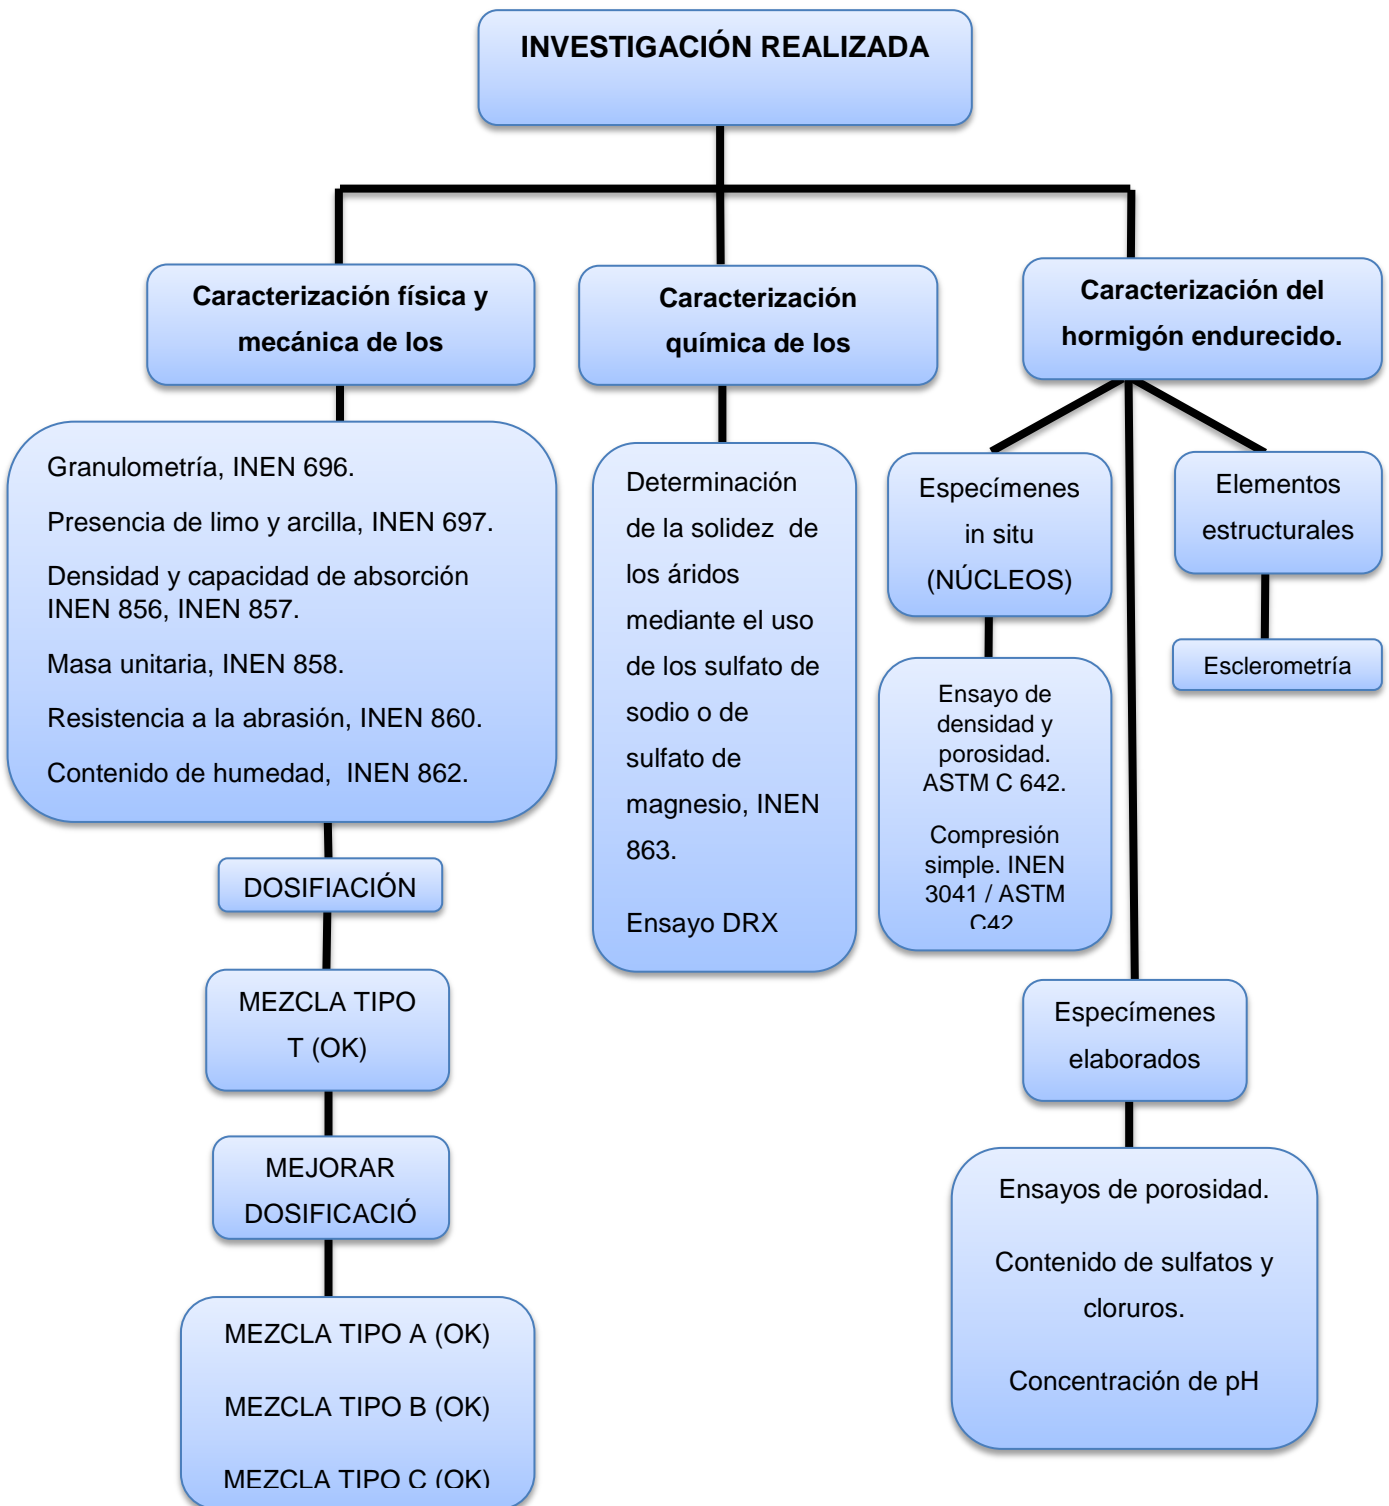 INVESTIGACIÓN REALIZADA
Caracterización física y
mecánica de los
Granulometría, INEN 696.
Presencia de limo y arcilla, INEN 697.
Densidad y capacidad de absorción
INEN 856, INEN 857.
Masa unitaria, INEN 858.
Resistencia a la abrasión, INEN 860.
Contenido de humedad, INEN 862.
DOSIFIACIÓN
MEZCLA TIPO
T (OK)
MEJORAR
DOSIFICACIÓ
MEZCLA TIPO A (OK)
MEZCLA TIPO B (OK)
MEZCLA TIPO C (OK)
Caracterización
química de los
Determinación
de la solidez de
los áridos
mediante el uso
de los sulfato de
sodio o de
sulfato de
magnesio, INEN
863.
Ensayo DRX
Caracterización del
hormigón endurecido.
Especímenes
in situ
(NÚCLEOS)
Ensayo de
densidad y
porosidad.
ASTM C 642.
Compresión
simple. INEN
3041 / ASTM
C42
Elementos
estructurales
Esclerometría
Especímenes
elaborados
Ensayos de porosidad.
Contenido de sulfatos y
cloruros.
Concentración de pH